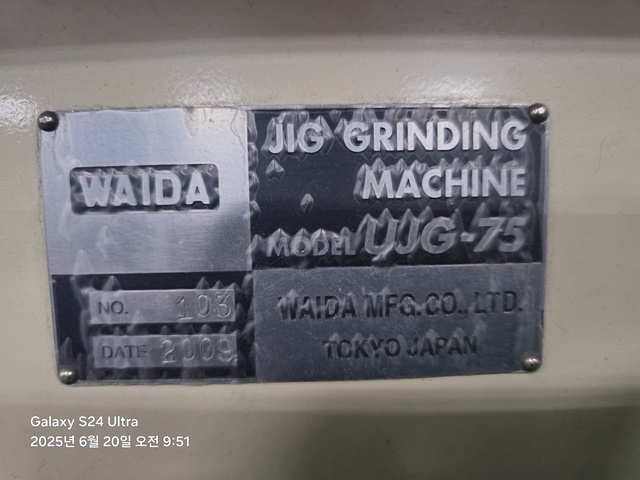 WAIDA
JIG GRINDING
MACHINE
MODEL UJG-75
NO. 103
DATE 2009
WAIDA MFG.CO.,LTD.
TOKYO JAPAN
Galaxy S24 Ultra
2025년 6월 20일 오전 9:51